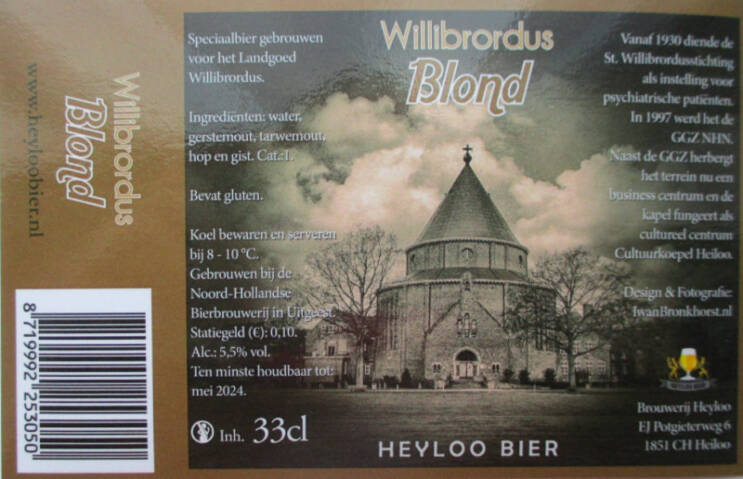 Willibrordus
Blond
www.heyloobier.nl
8 719992 253050
Speciaalbier gebrouwen
voor het Landgoed
Willibrordus.
Ingrediënten: water,
gerstemout, tarwemout,
hop en gist. Cat.:I.
Bevat gluten.
Koel bewaren en serveren
bij 8 - 10 °C.
Gebrouwen bij de
Noord-Hollandse
Bierbrouwerij in Uitgeest.
Statiegeld (€): 0,10.
Alc.: 5,5% vol.
Ten minste houdbaar tot:
mei 2024.
Inh. 33cl
Willibrordus
Blond
HEYLOO BIER
Vanaf 1930 diende de
St. Willibrordusstichting
als instelling voor
psychiatrische patiënten.
In 1997 werd het de
GGZ NHN.
Naast de GGZ herbergt
het terrein nu een
business centrum en de
kapel fungeert als
cultureel centrum
Cultuurkoepel Heiloo.
Design & Fotografie:
IwanBronkhorst.nl
HEYLOO BIER
Brouwerij Heyloo
EJ Potgieterweg 6
1851 CH Heiloo